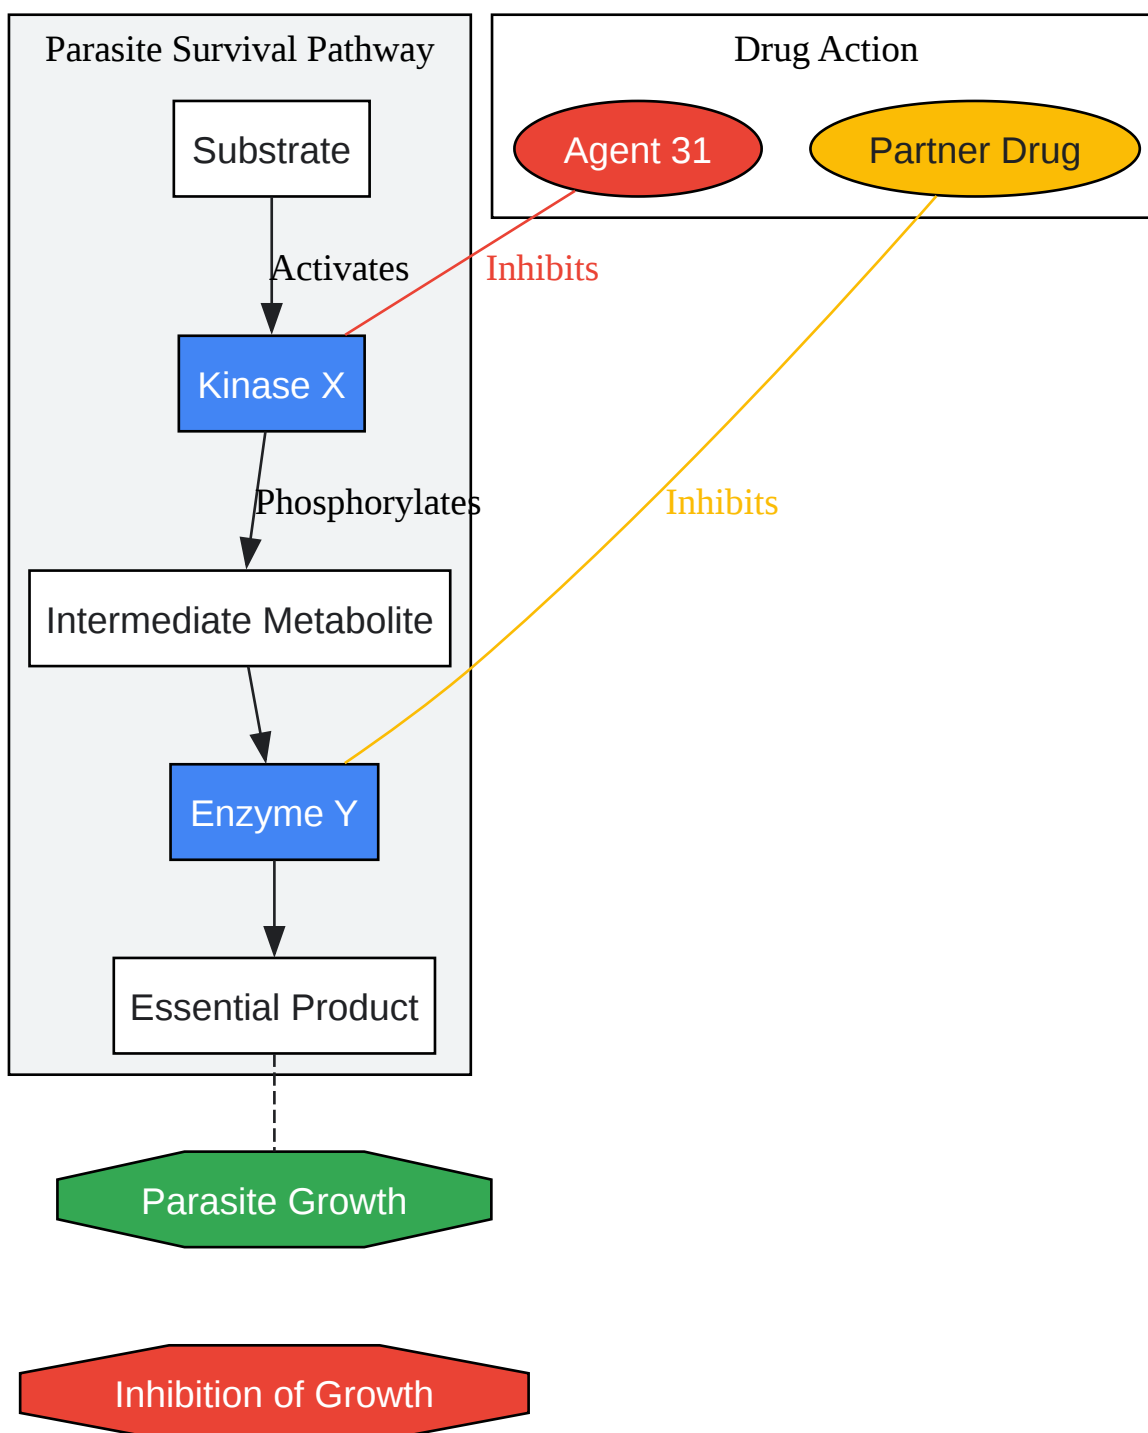 Parasite Survival Pathway
Drug Action
Substrate
Agent 31
Partner Drug
Activates
Inhibits
Kinase X
Phosphorylates
Inhibits
Intermediate Metabolite
Enzyme Y
Essential Product
Parasite Growth
Inhibition of Growth